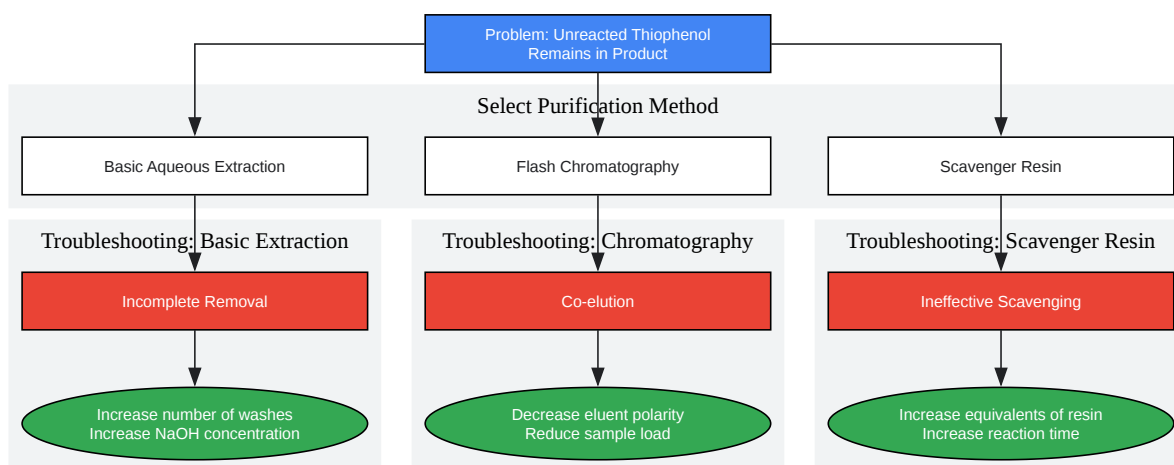 Problem: Unreacted Thiophenol
Remains in Product
Select Purification Method
Basic Aqueous Extraction
Flash Chromatography
Scavenger Resin
Troubleshooting: Basic Extraction
Troubleshooting: Chromatography
Troubleshooting: Scavenger Resin
Incomplete Removal
Co-elution
Ineffective Scavenging
Increase number of washes
Increase NaOH concentration
Decrease eluent polarity
Reduce sample load
Increase equivalents of resin
Increase reaction time